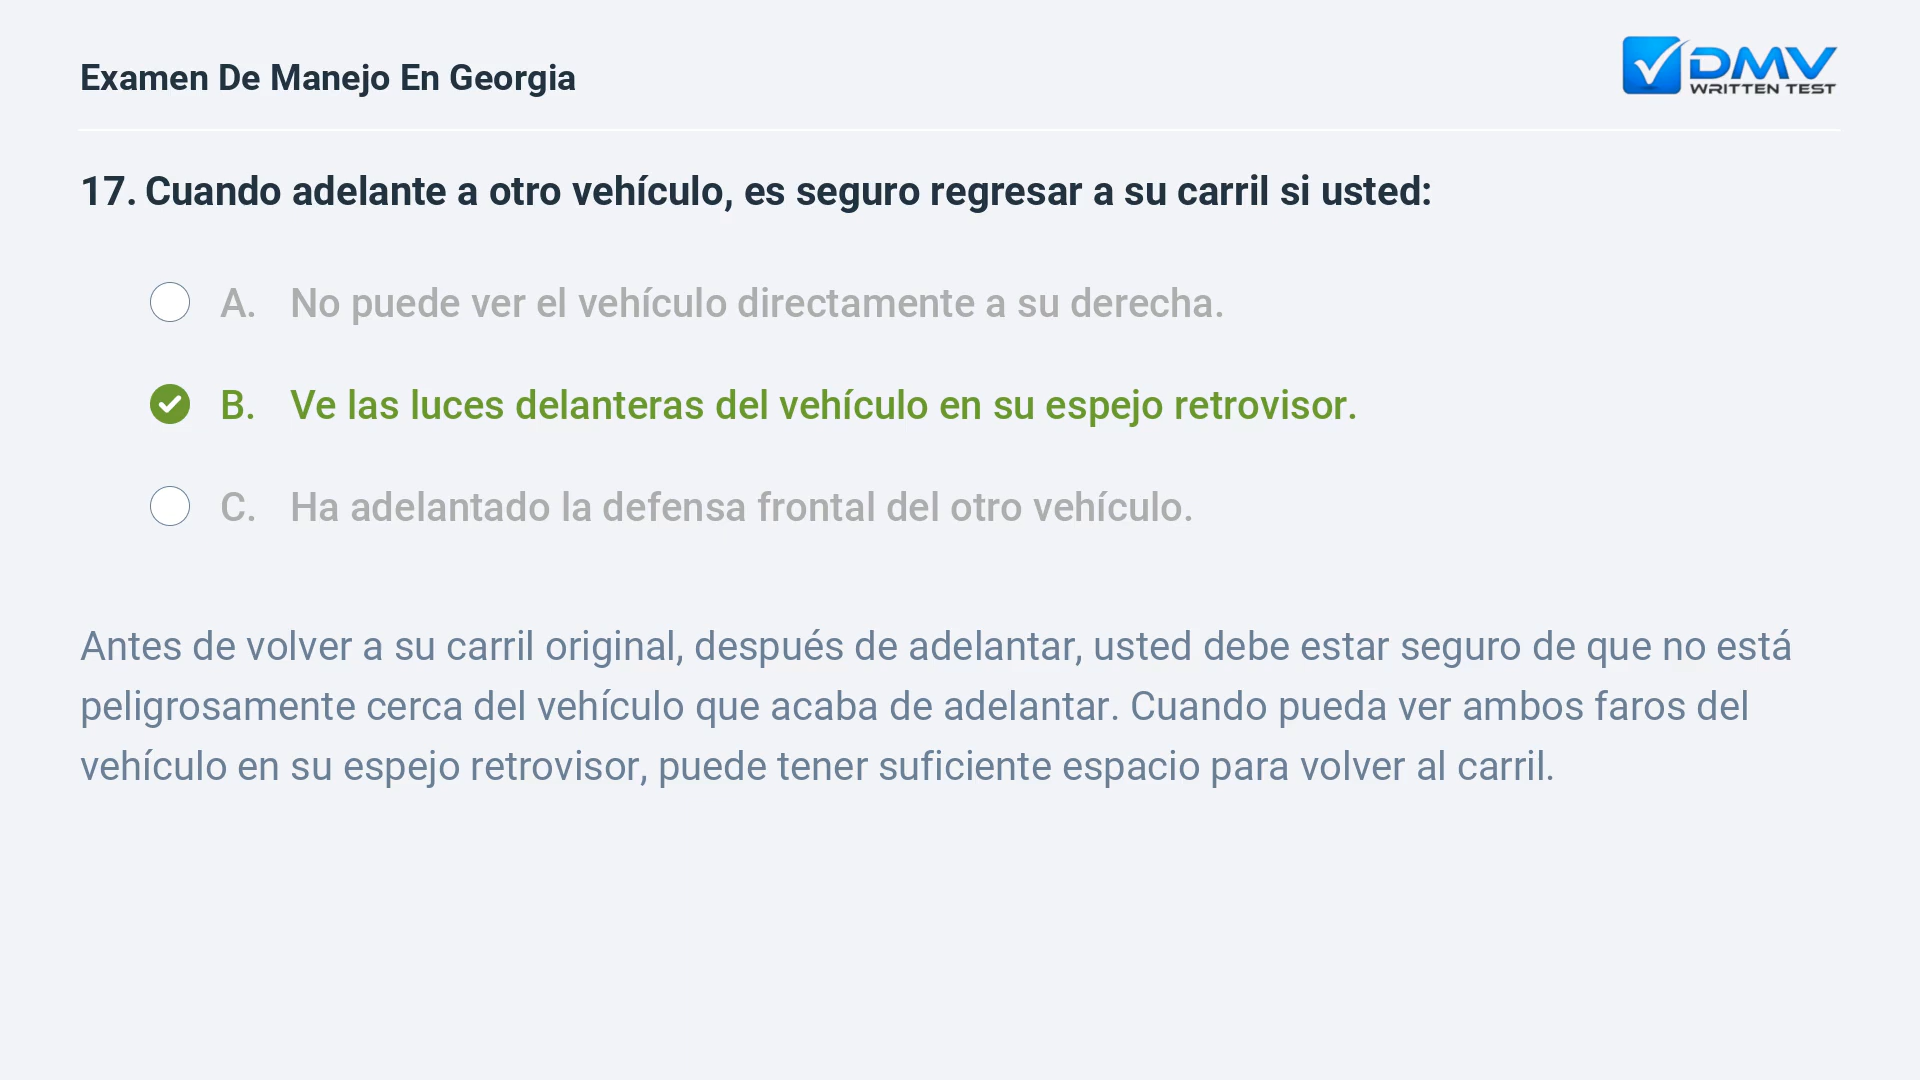 Examen De Manejo En Georgia
DMV
WRITTEN TEST
17. Cuando adelante a otro vehículo, es seguro regresar a su carril si usted:
A. No puede ver el vehículo directamente a su derecha.
B. Ve las luces delanteras del vehículo en su espejo retrovisor.
C. Ha adelantado la defensa frontal del otro vehículo.
Antes de volver a su carril original, después de adelantar, usted debe estar seguro de que no está
peligrosamente cerca del vehículo que acaba de adelantar. Cuando pueda ver ambos faros del
vehículo en su espejo retrovisor, puede tener suficiente espacio para volver al carril.